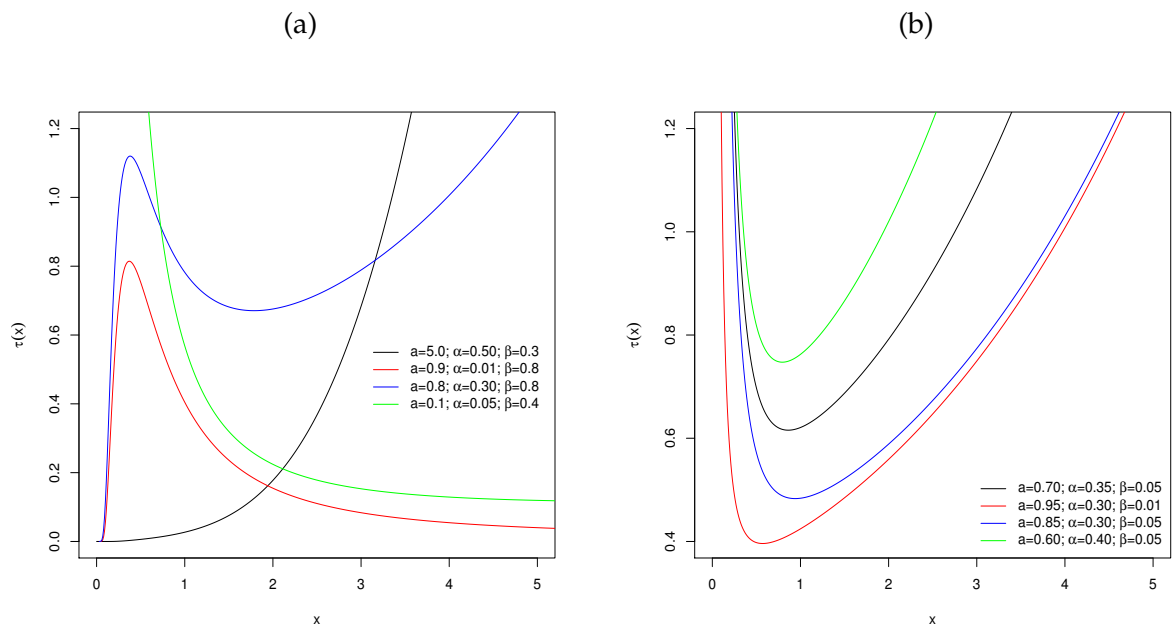 (a)
(b)
0.0
0.2
0.4
0.6
0.8
1.0
1.2
τ(x)
a=5.0; α=0.50; β=0.3
a=0.9; α=0.01; β=0.8
a=0.8; α=0.30; β=0.8
a=0.1; α=0.05; β=0.4
0 1 2 3 4 5
x
0.4
0.6
0.8
1.0
1.2
τ(x)
a=0.70; α=0.35; β=0.05
a=0.95; α=0.30; β=0.01
a=0.85; α=0.30; β=0.05
a=0.60; α=0.40; β=0.05
0 1 2 3 4 5
x